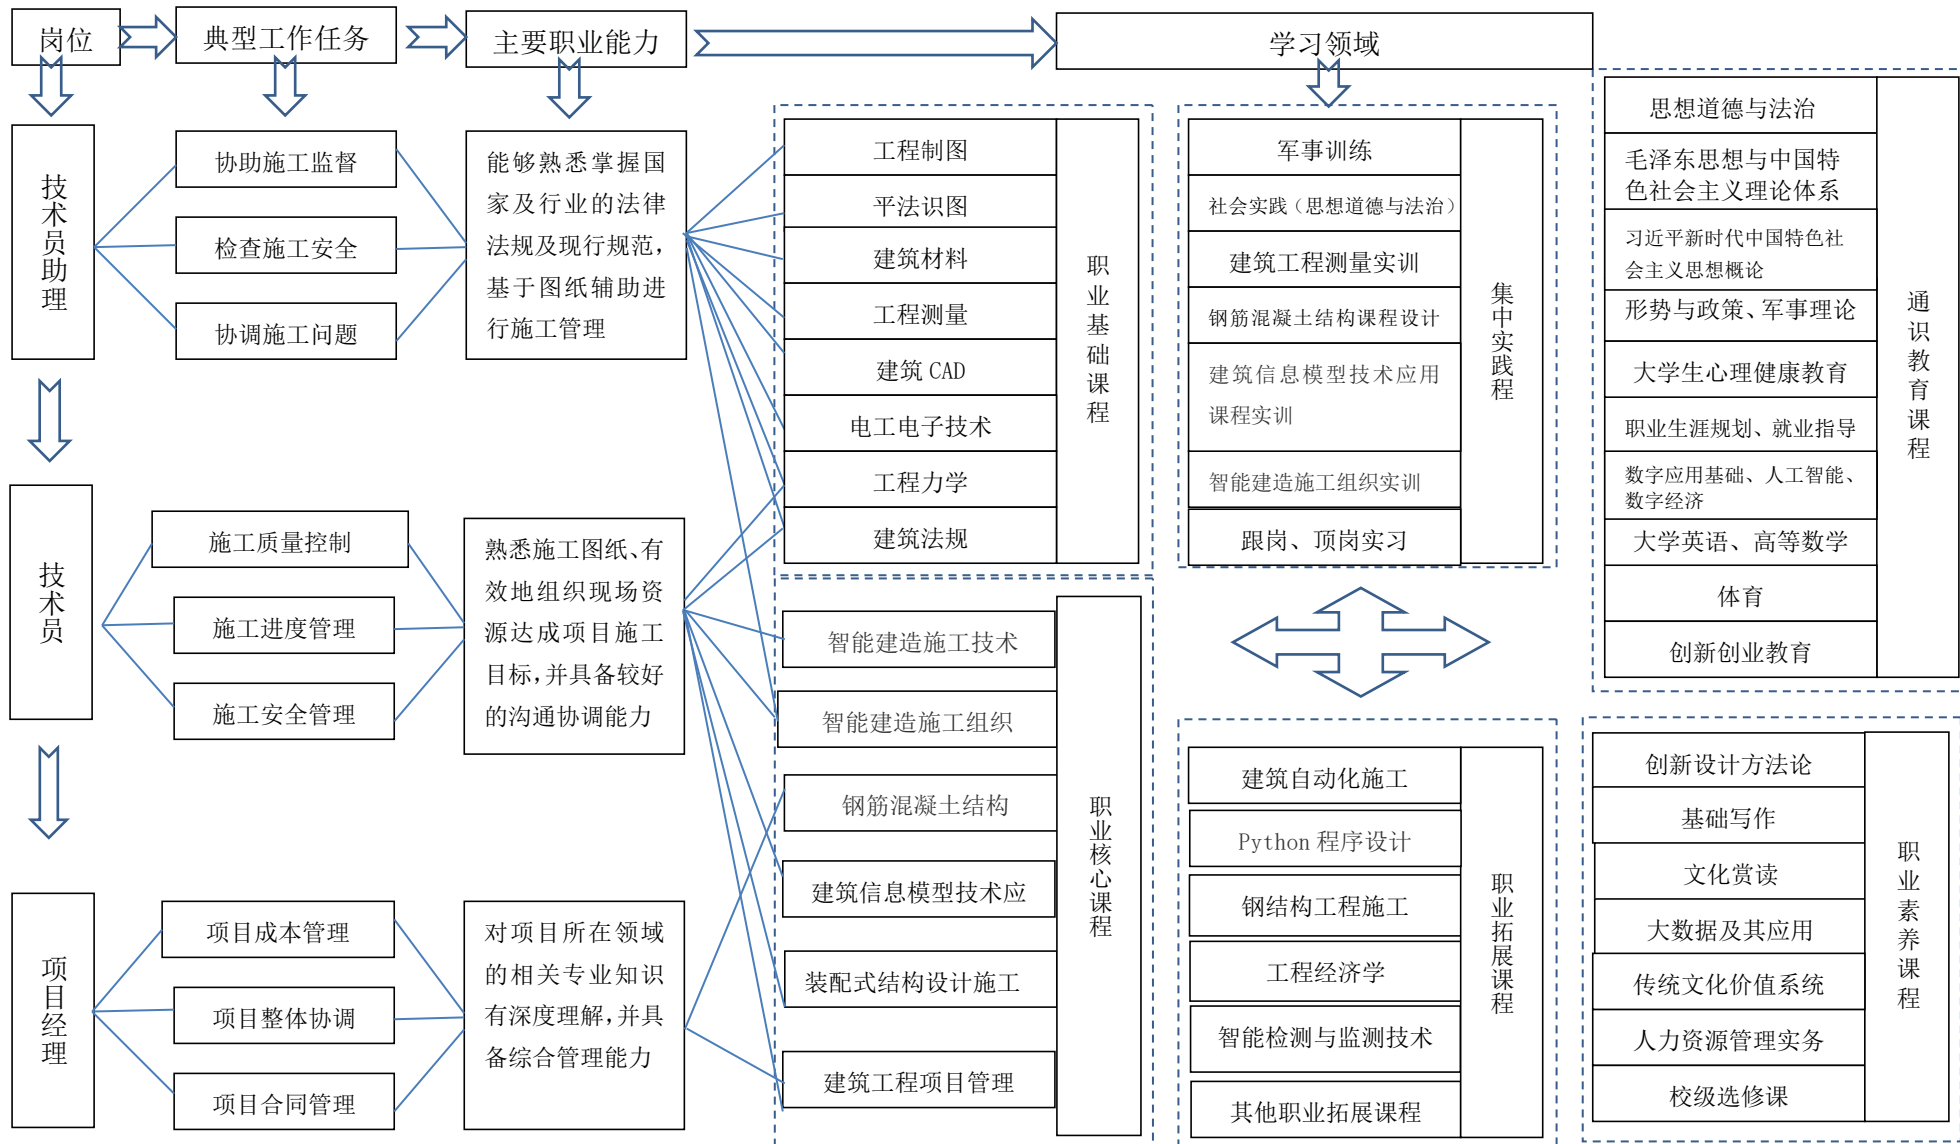 岗位
典型工作任务
主要职业能力
学习领域
技术员助理
协助施工监督
检查施工安全
协调施工问题
能够熟悉掌握国
家及行业的法律
法规及现行规范，
基于图纸辅助进
行施工管理
技术员
施工质量控制
施工进度管理
施工安全管理
熟悉施工图纸、有
效地组织现场资
源达成项目施工
目标，并具备较好
的沟通协调能力
项目经理
项目成本管理
项目整体协调
项目合同管理
对项目所在领域
的相关专业知识
有深度理解，并具
备综合管理能力
工程制图
平法识图
建筑材料
工程测量
建筑 CAD
电工电子技术
工程力学
建筑法规
职业基础课程
智能建造施工技术
智能建造施工组织
钢筋混凝土结构
建筑信息模型技术应
装配式结构设计施工
建筑工程项目管理
职业核心课程
军事训练
社会实践（思想道德与法治）
建筑工程测量实训
钢筋混凝土结构课程设计
建筑信息模型技术应用
课程实训
智能建造施工组织实训
跟岗、顶岗实习
集中实践程
建筑自动化施工
Python 程序设计
钢结构工程施工
工程经济学
智能检测与监测技术
其他职业拓展课程
职业拓展课程
思想道德与法治
毛泽东思想与中国特
色社会主义理论体系
习近平新时代中国特色社
会主义思想概论
形势与政策、军事理论
大学生心理健康教育
职业生涯规划、就业指导
数字应用基础、人工智能、
数字经济
大学英语、高等数学
体育
创新创业教育
通识教育课程
创新设计方法论
基础写作
文化赏读
大数据及其应用
传统文化价值系统
人力资源管理实务
校级选修课
职业素养课程